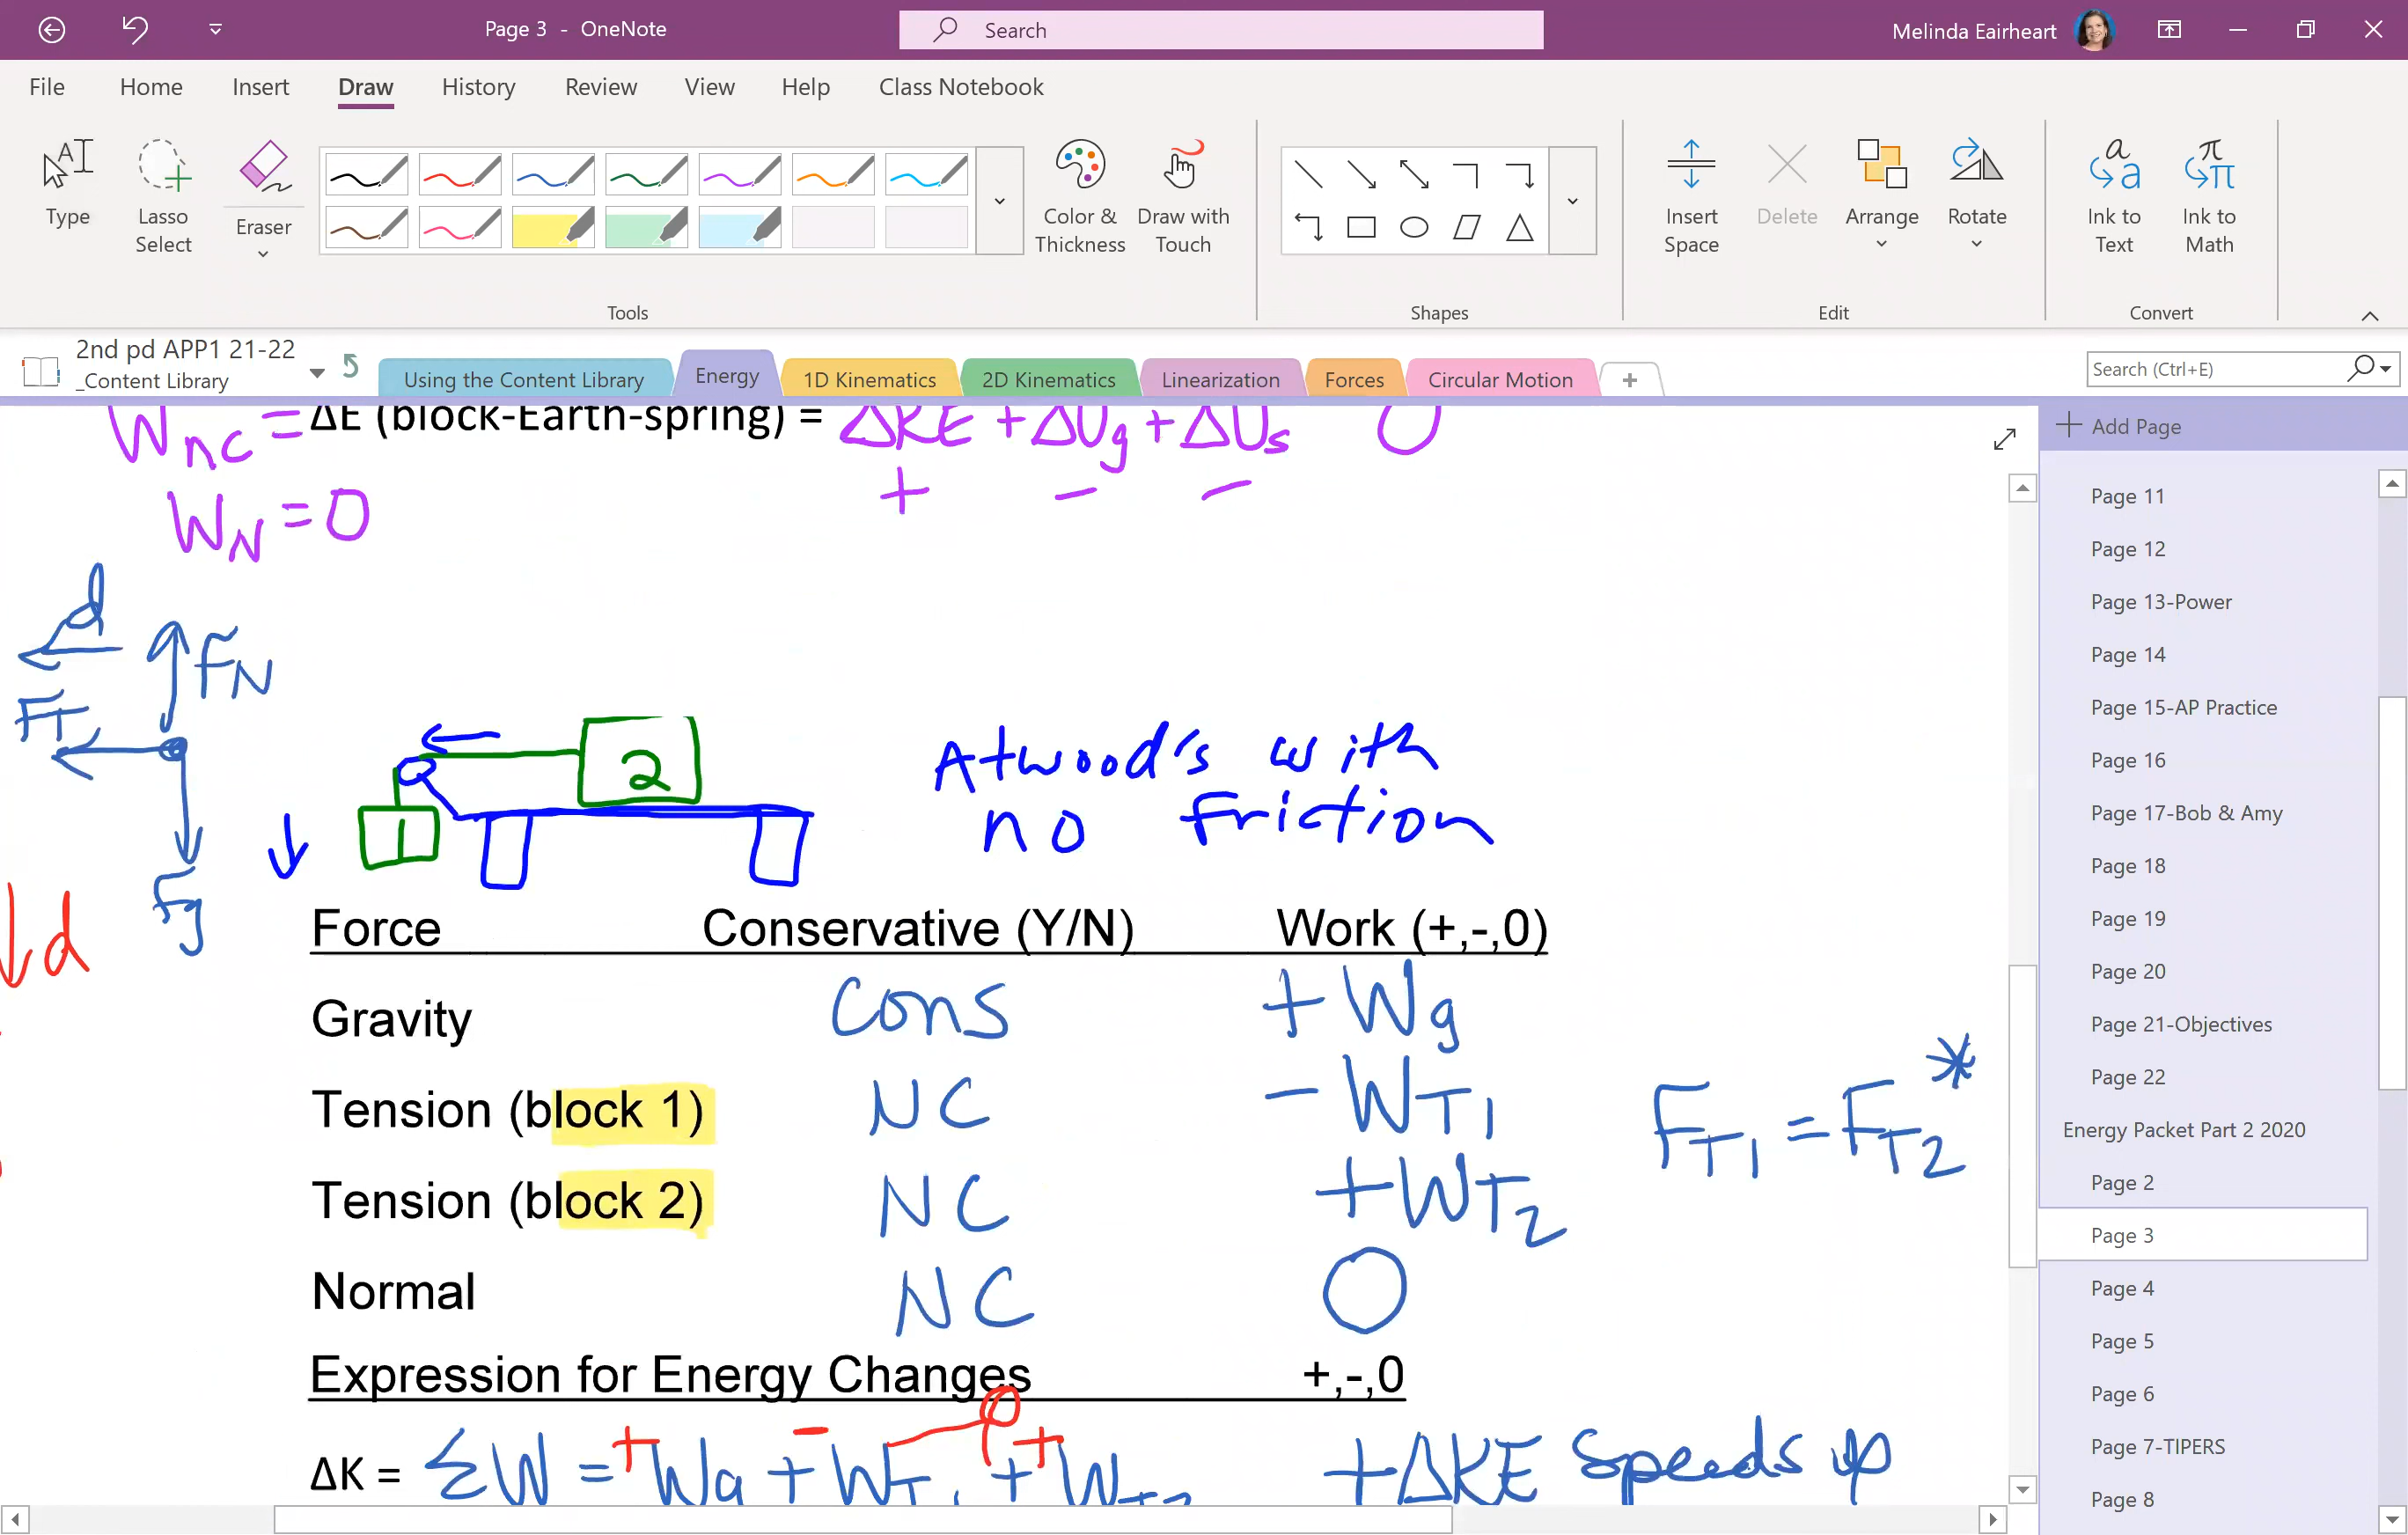 Page 3 - OneNote
Search
Melinda Eairheart
File Home Insert Draw History Review View Help Class Notebook
Type
Lasso Select
Eraser
Color & Thickness
Draw with Touch
Insert Space
Delete
Arrange
Rotate
Ink to Text
Ink to Math
Tools
Shapes
Edit
Convert
2nd pd APP1 21-22
_Content Library
Using the Content Library
Energy
1D Kinematics
2D Kinematics
Linearization
Forces
Circular Motion
+
Search (Ctrl+E)
Wnc = ΔE (block-Earth-spring) = ΔKE + ΔUg + ΔUs 0
+ - -
WN = 0
d
FN
FT
Fg
↓d
2
1
Atwood's with
no friction
Force Conservative (Y/N) Work (+,-,0)
Gravity Cons + Wg
Tension (block 1) NC - WT1
FT1 = FT2 *
Tension (block 2) NC + WT2
Normal NC 0
Expression for Energy Changes +,-,0
+ - 0 +
ΔK = ΣW = Wg + WT1 + WT2 +ΔKE speeds up
Add Page
Page 11
Page 12
Page 13-Power
Page 14
Page 15-AP Practice
Page 16
Page 17-Bob & Amy
Page 18
Page 19
Page 20
Page 21-Objectives
Page 22
Energy Packet Part 2 2020
Page 2
Page 3
Page 4
Page 5
Page 6
Page 7-TIPERS
Page 8